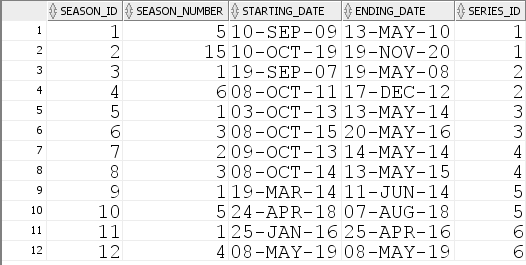 SEASON_ID SEASON_NUMBER STARTING_DATE ENDING_DATE SERIES_ID
1 1 5 10-SEP-09 13-MAY-10 1
2 2 15 10-OCT-19 19-NOV-20 1
3 3 1 19-SEP-07 19-MAY-08 2
4 4 6 08-OCT-11 17-DEC-12 2
5 5 1 03-OCT-13 13-MAY-14 3
6 6 3 08-OCT-15 20-MAY-16 3
7 7 2 09-OCT-13 14-MAY-14 4
8 8 3 08-OCT-14 13-MAY-15 4
9 9 1 19-MAR-14 11-JUN-14 5
10 10 5 24-APR-18 07-AUG-18 5
11 11 1 25-JAN-16 25-APR-16 6
12 12 4 08-MAY-19 08-MAY-19 6